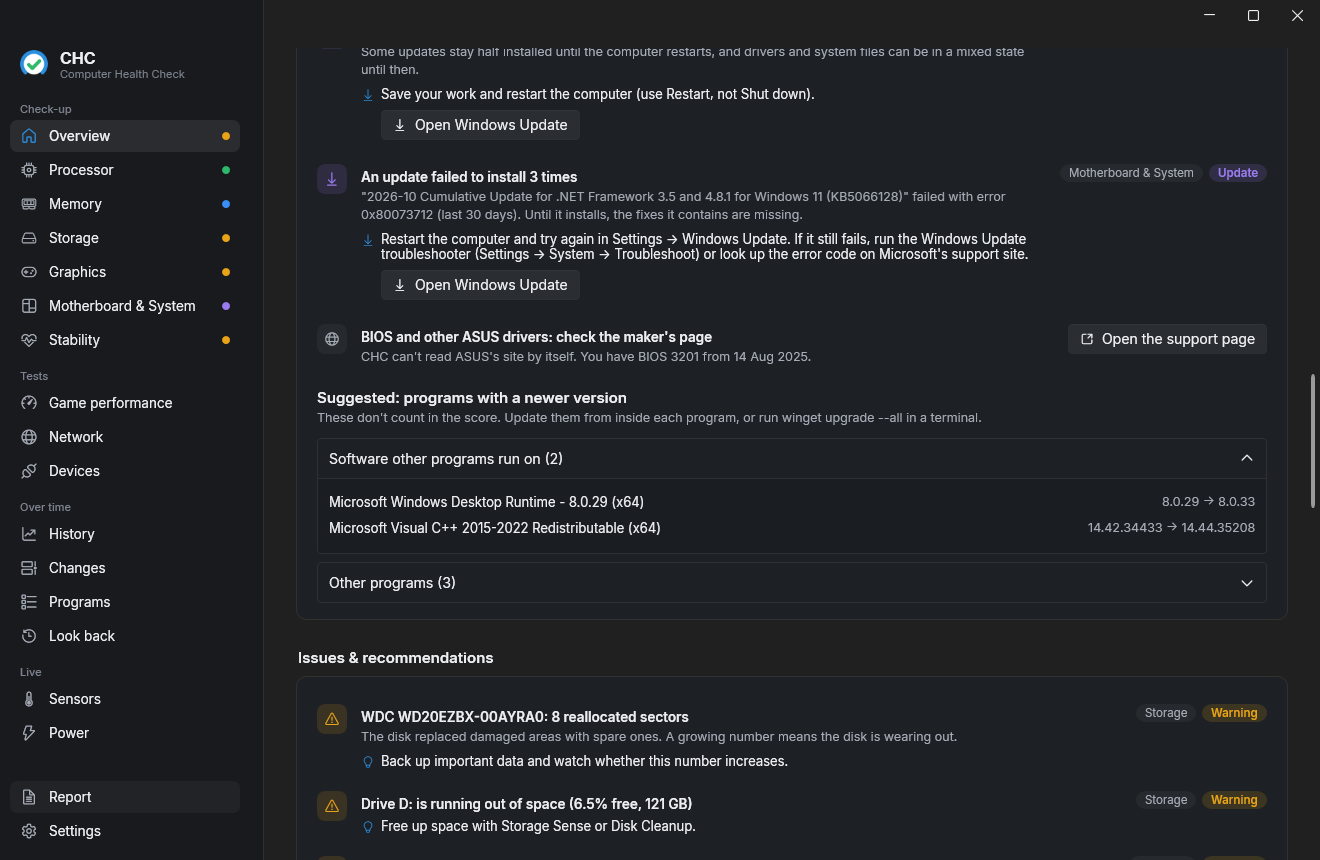 CHC
Computer Health Check
Check-up
Overview
Processor
Memory
Storage
Graphics
Motherboard & System
Stability
Tests
Game performance
Network
Devices
Over time
History
Changes
Programs
Look back
Live
Sensors
Power
Report
Settings
Some updates stay half installed until the computer restarts, and drivers and system files can be in a mixed state
until then.
Save your work and restart the computer (use Restart, not Shut down).
Open Windows Update
An update failed to install 3 times
Motherboard & System
Update
"2026-10 Cumulative Update for .NET Framework 3.5 and 4.8.1 for Windows 11 (KB5066128)" failed with error
0x80073712 (last 30 days). Until it installs, the fixes it contains are missing.
Restart the computer and try again in Settings → Windows Update. If it still fails, run the Windows Update
troubleshooter (Settings → System → Troubleshoot) or look up the error code on Microsoft's support site.
Open Windows Update
BIOS and other ASUS drivers: check the maker's page
CHC can't read ASUS's site by itself. You have BIOS 3201 from 14 Aug 2025.
Open the support page
Suggested: programs with a newer version
These don't count in the score. Update them from inside each program, or run winget upgrade --all in a terminal.
Software other programs run on (2)
Microsoft Windows Desktop Runtime - 8.0.29 (x64)
8.0.29 → 8.0.33
Microsoft Visual C++ 2015-2022 Redistributable (x64)
14.42.34433 → 14.44.35208
Other programs (3)
Issues & recommendations
WDC WD20EZBX-00AYRA0: 8 reallocated sectors
Storage
Warning
The disk replaced damaged areas with spare ones. A growing number means the disk is wearing out.
Back up important data and watch whether this number increases.
Drive D: is running out of space (6.5% free, 121 GB)
Storage
Warning
Free up space with Storage Sense or Disk Cleanup.